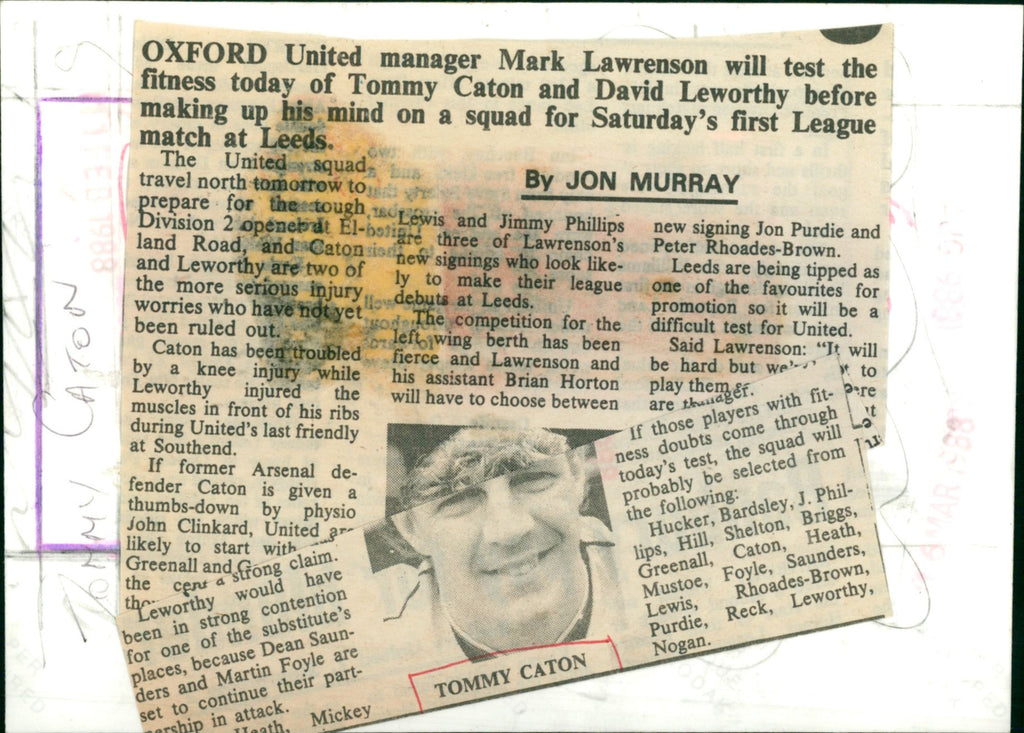 OXFORD United manager Mark Lawrenson will test the
fitness today of Tommy Caton and David Leworthy before
making up his mind on a squad for Saturday's first League
match at Leeds.
By JON MURRAY
The United squad
travel north tomorrow to
prepare for the tough
Division 2 opener at El-
land Road, and Caton
and Leworthy are two of
the more serious injury
worries who have not yet
been ruled out.
Caton has been troubled
by a knee injury while
Leworthy injured the
muscles in front of his ribs
during United's last friendly
at Southend.
If former Arsenal de-
fender Caton is given a
thumbs-down by physio
John Clinkard, United are
likely to start with
Greenall and
the
a strong claim.
Leworthy would have
been in strong contention
for one of the substitute's
places, because Dean Saun-
ders and Martin Foyle are
set to continue their part-
nership in attack.
Heath, Mickey
Lewis and Jimmy Phillips
are three of Lawrenson's
new signings who look like-
ly to make their league
debuts at Leeds.
The competition for the
left wing berth has been
fierce and Lawrenson and
his assistant Brian Horton
will have to choose between
new signing Jon Purdie and
Peter Rhoades-Brown.
Leeds are being tipped as
one of the favourites for
promotion so it will be a
difficult test for United.
Said Lawrenson: "It will
be hard but
to
play them
are
If those players with fit-
ness doubts come through
today's test, the squad will
probably be selected from
the following:
Hucker, Bardsley, J. Phil-
lips, Hill, Shelton, Briggs,
Greenall, Caton, Heath,
Mustoe, Foyle, Saunders,
Lewis, Rhoades-Brown,
Purdie, Reck, Leworthy,
Nogan.
TOMMY CATON
TOMMY CATON